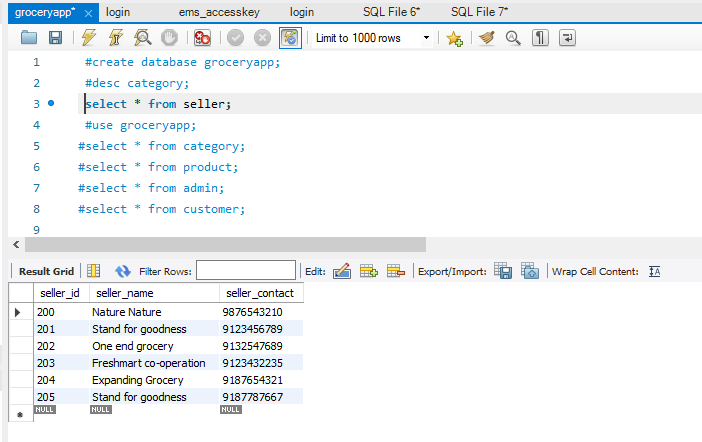 groceryapp* login ems_accesskey login SQL File 6* SQL File 7*
Limit to 1000 rows
1 #create database groceryapp;
2 #desc category;
3 select * from seller;
4 #use groceryapp;
5 #select * from category;
6 #select * from product;
7 #select * from admin;
8 #select * from customer;
9
Result Grid Filter Rows: Edit: Export/Import: Wrap Cell Content:
seller_id seller_name seller_contact
200 Nature Nature 9876543210
201 Stand for goodness 9123456789
202 One end grocery 9132547689
203 Freshmart co-operation 9123432235
204 Expanding Grocery 9187654321
205 Stand for goodness 9187787667
NULL NULL NULL